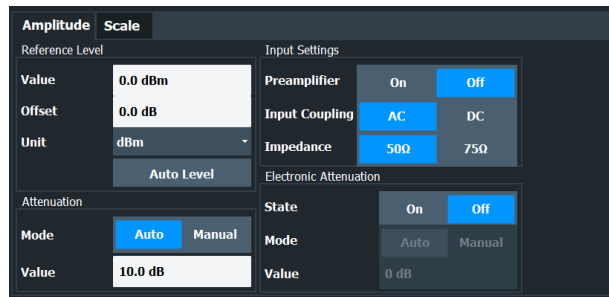 Amplitude Scale
Reference Level
Value 0.0 dBm
Offset 0.0 dB
Unit dBm
Auto Level
Attenuation
Mode Auto Manual
Value 10.0 dB
Input Settings
Preamplifier On Off
Input Coupling AC DC
Impedance 50Ω 75Ω
Electronic Attenuation
State On Off
Mode Auto Manual
Value 0 dB